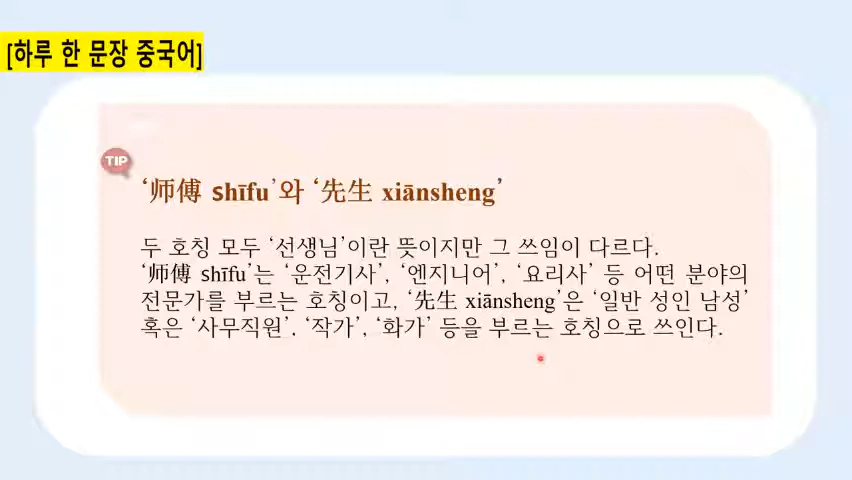 [하루 한 문장 중국어]
TIP
‘师傅 shīfu’와 ‘先生 xiānsheng’
두 호칭 모두 ‘선생님’이란 뜻이지만 그 쓰임이 다르다.
‘师傅 shīfu’는 ‘운전기사’, ‘엔지니어’, ‘요리사’ 등 어떤 분야의
전문가를 부르는 호칭이고, ‘先生 xiānsheng’은 ‘일반 성인 남성’
혹은 ‘사무직원’, ‘작가’, ‘화가’ 등을 부르는 호칭으로 쓰인다.